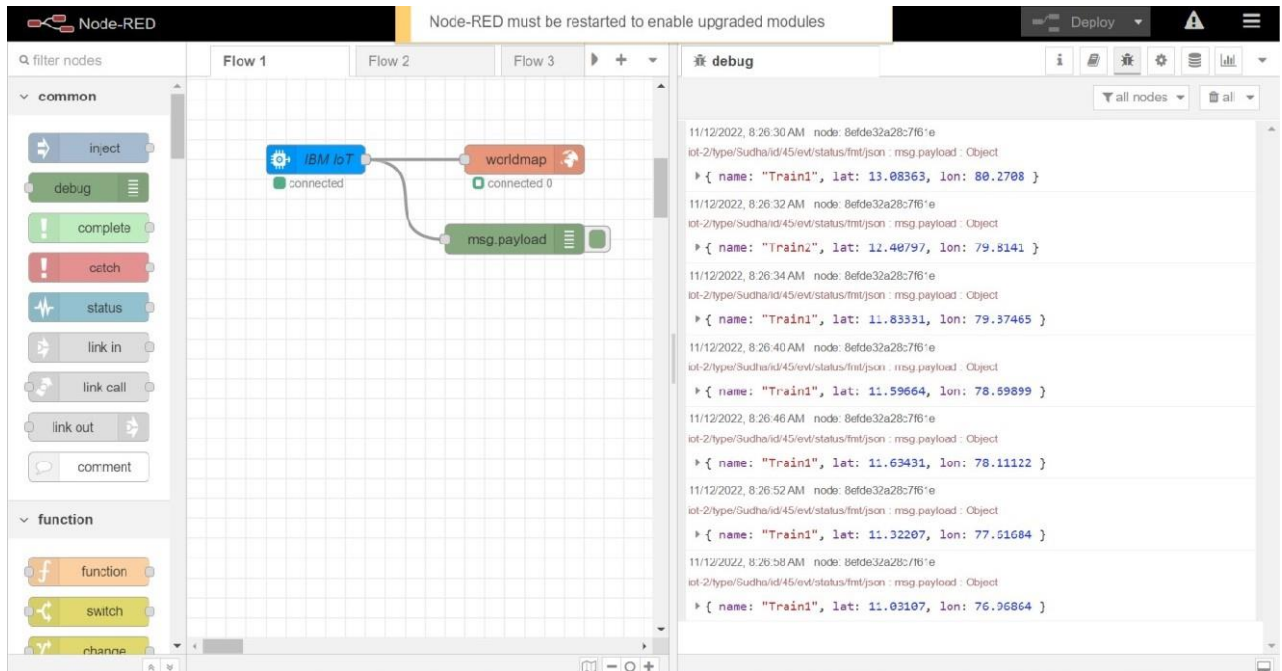 Node-RED
Node-RED must be restarted to enable upgraded modules
Deploy
filter nodes
common
inject
debug
complete
catch
status
link in
link call
link out
comment
function
function
switch
change
Flow 1
Flow 2
Flow 3
IBM IoT
connected
worldmap
connected 0
msg.payload
debug
all nodes
all
11/12/2022, 8:26:30 AM node: 8efde32a28c7f61e
iot-2/type/Sudha/id/45/evt/status/fmt/json : msg.payload : Object
{ name: "Train1", lat: 13.08363, lon: 80.2708 }
11/12/2022, 8:26:32 AM node: 8efde32a28c7f61e
iot-2/type/Sudha/id/45/evt/status/fmt/json : msg.payload : Object
{ name: "Train2", lat: 12.40797, lon: 79.8141 }
11/12/2022, 8:26:34 AM node: 8efde32a28c7f61e
iot-2/type/Sudha/id/45/evt/status/fmt/json : msg.payload : Object
{ name: "Train1", lat: 11.83331, lon: 79.37465 }
11/12/2022, 8:26:40 AM node: 8efde32a28c7f61e
iot-2/type/Sudha/id/45/evt/status/fmt/json : msg.payload : Object
{ name: "Train1", lat: 11.59664, lon: 78.59899 }
11/12/2022, 8:26:46 AM node: 8efde32a28c7f61e
iot-2/type/Sudha/id/45/evt/status/fmt/json : msg.payload : Object
{ name: "Train1", lat: 11.63431, lon: 78.11122 }
11/12/2022, 8:26:52 AM node: 8efde32a28c7f61e
iot-2/type/Sudha/id/45/evt/status/fmt/json : msg.payload : Object
{ name: "Train1", lat: 11.32207, lon: 77.61684 }
11/12/2022, 8:26:58 AM node: 8efde32a28c7f61e
iot-2/type/Sudha/id/45/evt/status/fmt/json : msg.payload : Object
{ name: "Train1", lat: 11.03107, lon: 76.96864 }